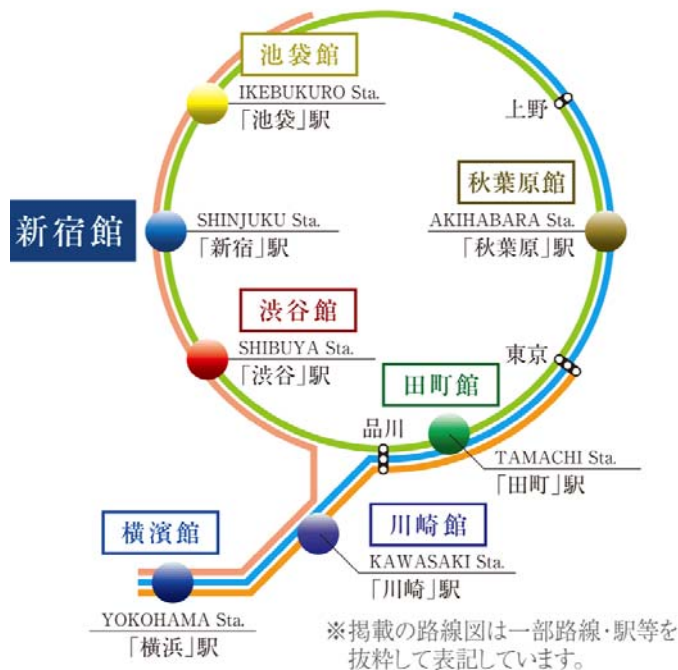 池袋館
IKEBUKURO Sta.
「池袋」駅
上野
秋葉原館
新宿館
SHINJUKU Sta.
「新宿」駅
AKIHABARA Sta.
「秋葉原」駅
渋谷館
SHIBUYA Sta.
「渋谷」駅
東京
田町館
品川
TAMACHI Sta.
「田町」駅
横濱館
川崎館
KAWASAKI Sta.
「川崎」駅
YOKOHAMA Sta.
「横浜」駅
※掲載の路線図は一部路線・駅等を
抜粋して表記しています。